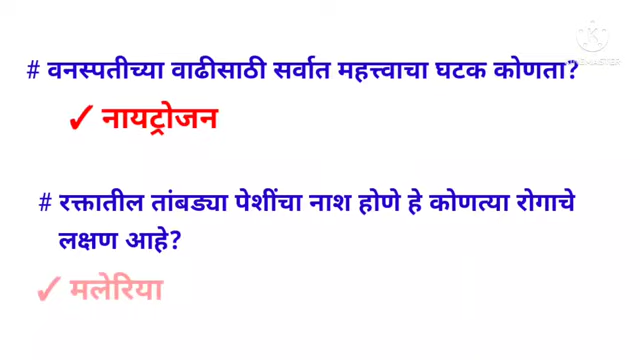 # वनस्पतीच्या वाढीसाठी सर्वात महत्त्वाचा घटक कोणता?
✓ नायट्रोजन
# रक्तातील तांबड्या पेशींचा नाश होणे हे कोणत्या रोगाचे
लक्षण आहे?
✓ मलेरिया